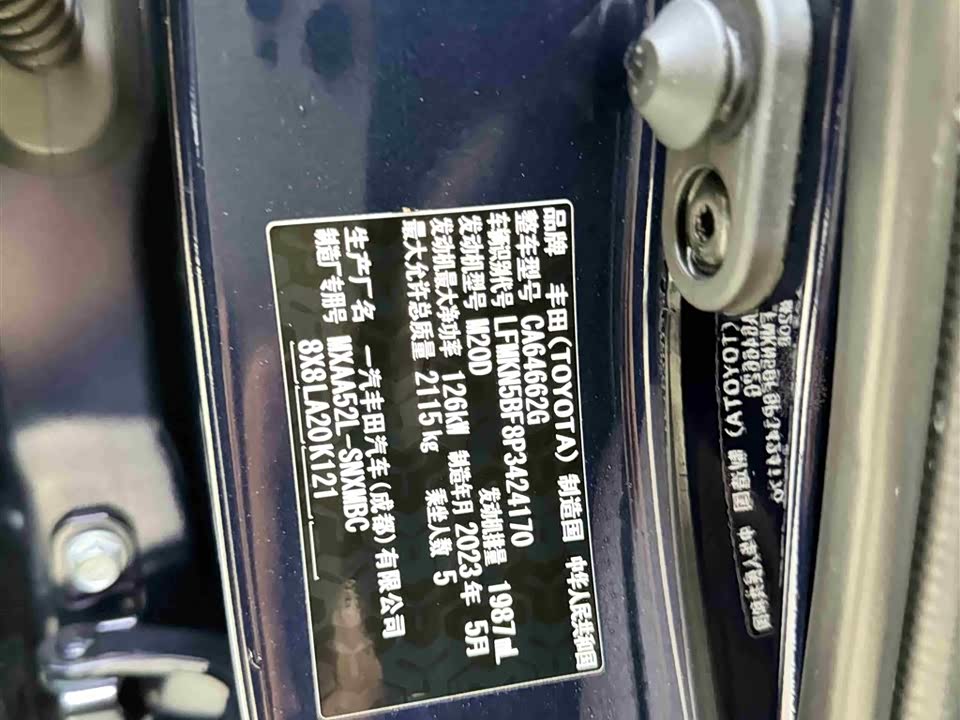 品牌 丰田(TOYOTA) 制造国 中华人民共和国
整车型号 CA64662G
车辆识别代号 LFMKN5BF8P3424170
发动机型号 M20D 发动机排量 1987mL
发动机最大净功率 126kW 制造年月 2023年 5月
最大允许总质量 2115kg 乘坐人数 5
生产厂名 一汽丰田汽车(成都)有限公司
制造厂专用号 MXAA52L-SNXMBC
8X8LA20K121